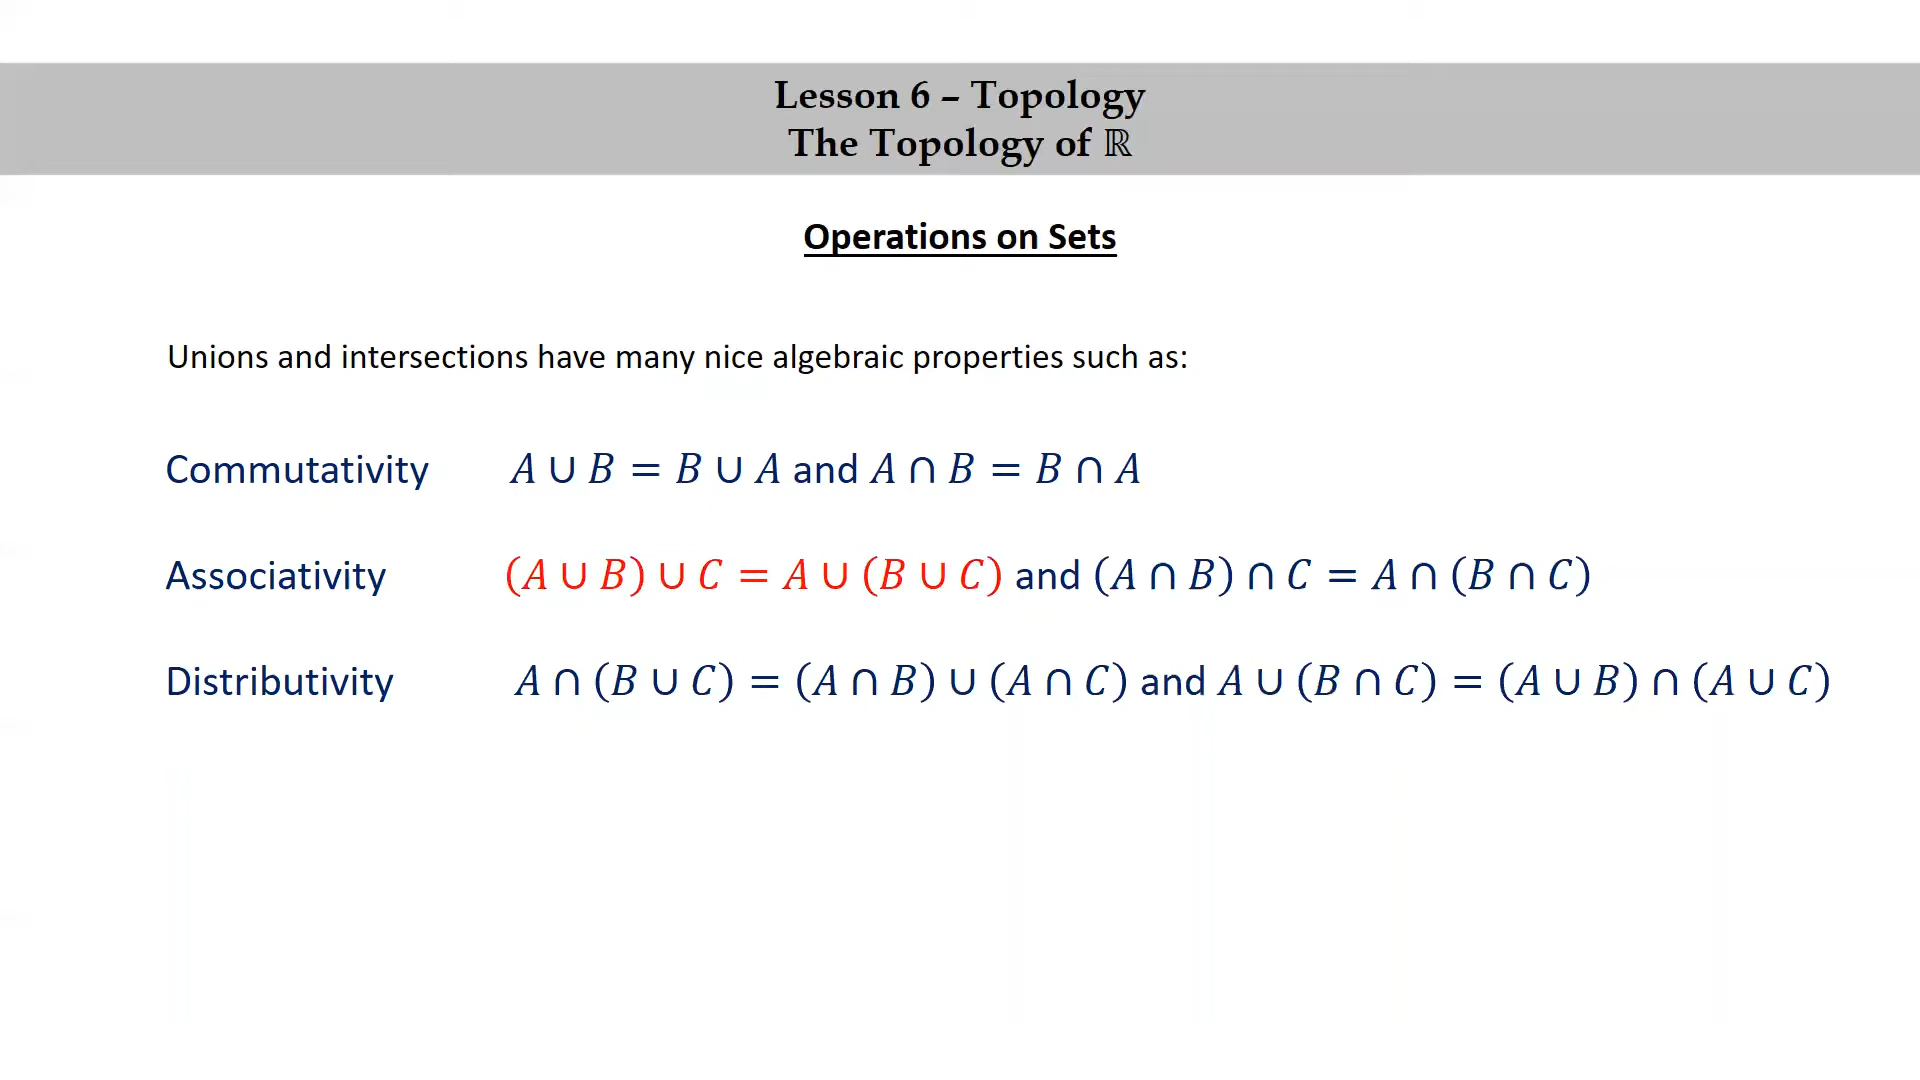 Lesson 6 – Topology
The Topology of ℝ
Operations on Sets
Unions and intersections have many nice algebraic properties such as:
Commutativity A ∪ B = B ∪ A and A ∩ B = B ∩ A
Associativity (A ∪ B) ∪ C = A ∪ (B ∪ C) and (A ∩ B) ∩ C = A ∩ (B ∩ C)
Distributivity A ∩ (B ∪ C) = (A ∩ B) ∪ (A ∩ C) and A ∪ (B ∩ C) = (A ∪ B) ∩ (A ∪ C)